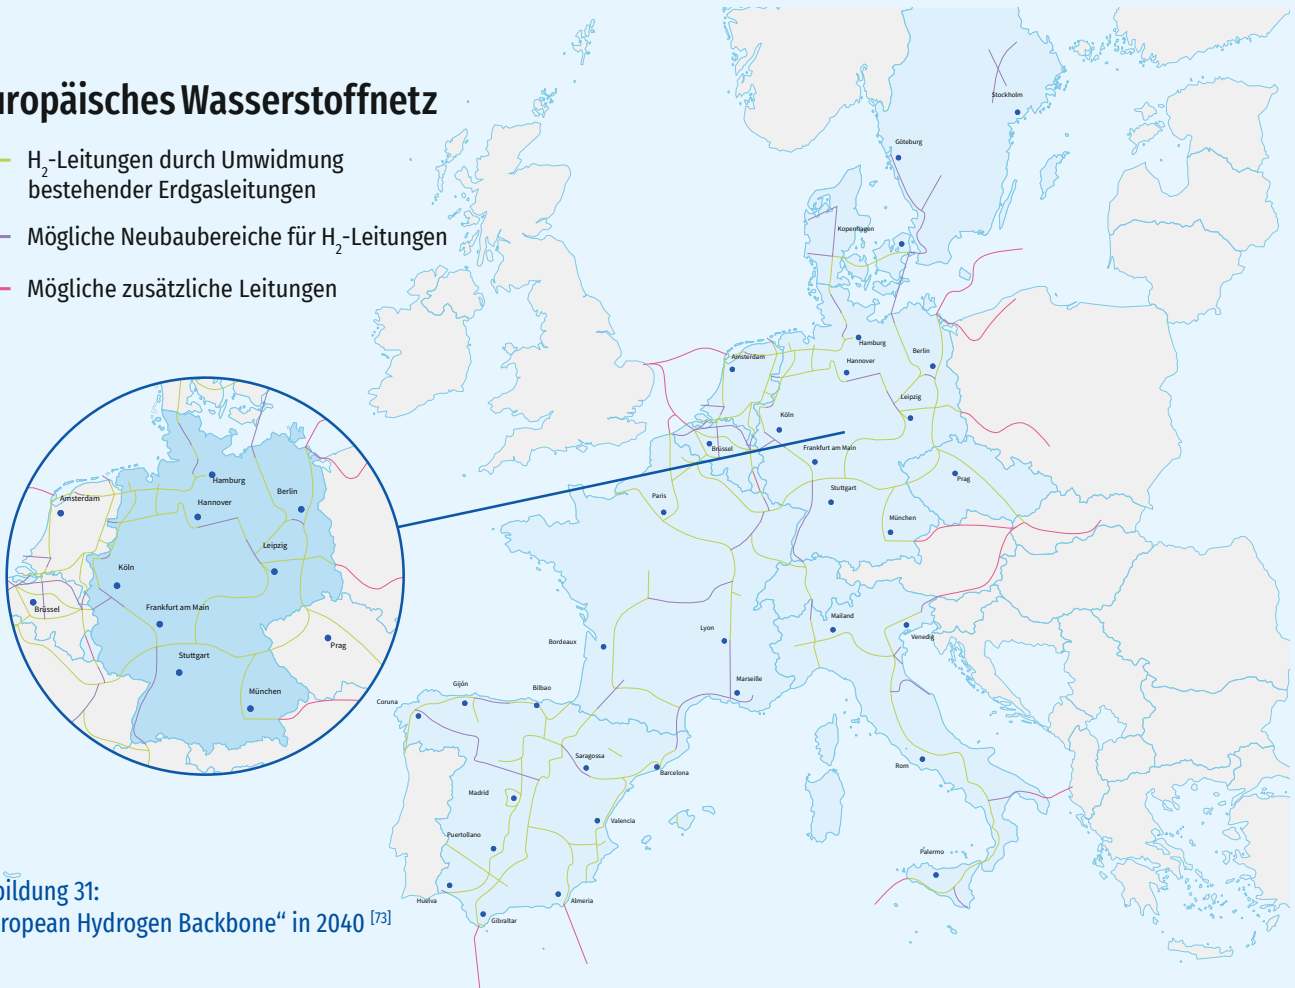 uropäisches Wasserstoffnetz
H₂-Leitungen durch Umwidmung
bestehender Erdgasleitungen
Mögliche Neubaubereiche für H₂-Leitungen
Mögliche zusätzliche Leitungen
Stockholm
Göteburg
Kopenhagen
Hamburg
Berlin
Amsterdam
Hannover
Leipzig
Köln
Brüssel
Frankfurt am Main
Prag
Stuttgart
Paris
München
Mailand
Lyon
Venedig
Bordeaux
Marseille
Gijón
Bilbao
Coruna
Saragossa
Barcelona
Rom
Madrid
Valencia
Puertollano
Palermo
Huelva
Almeria
Gibraltar
Hamburg
Amsterdam
Berlin
Hannover
Leipzig
Köln
Brüssel
Frankfurt am Main
Prag
Stuttgart
München
bildung 31:
ropean Hydrogen Backbone“ in 2040 [73]